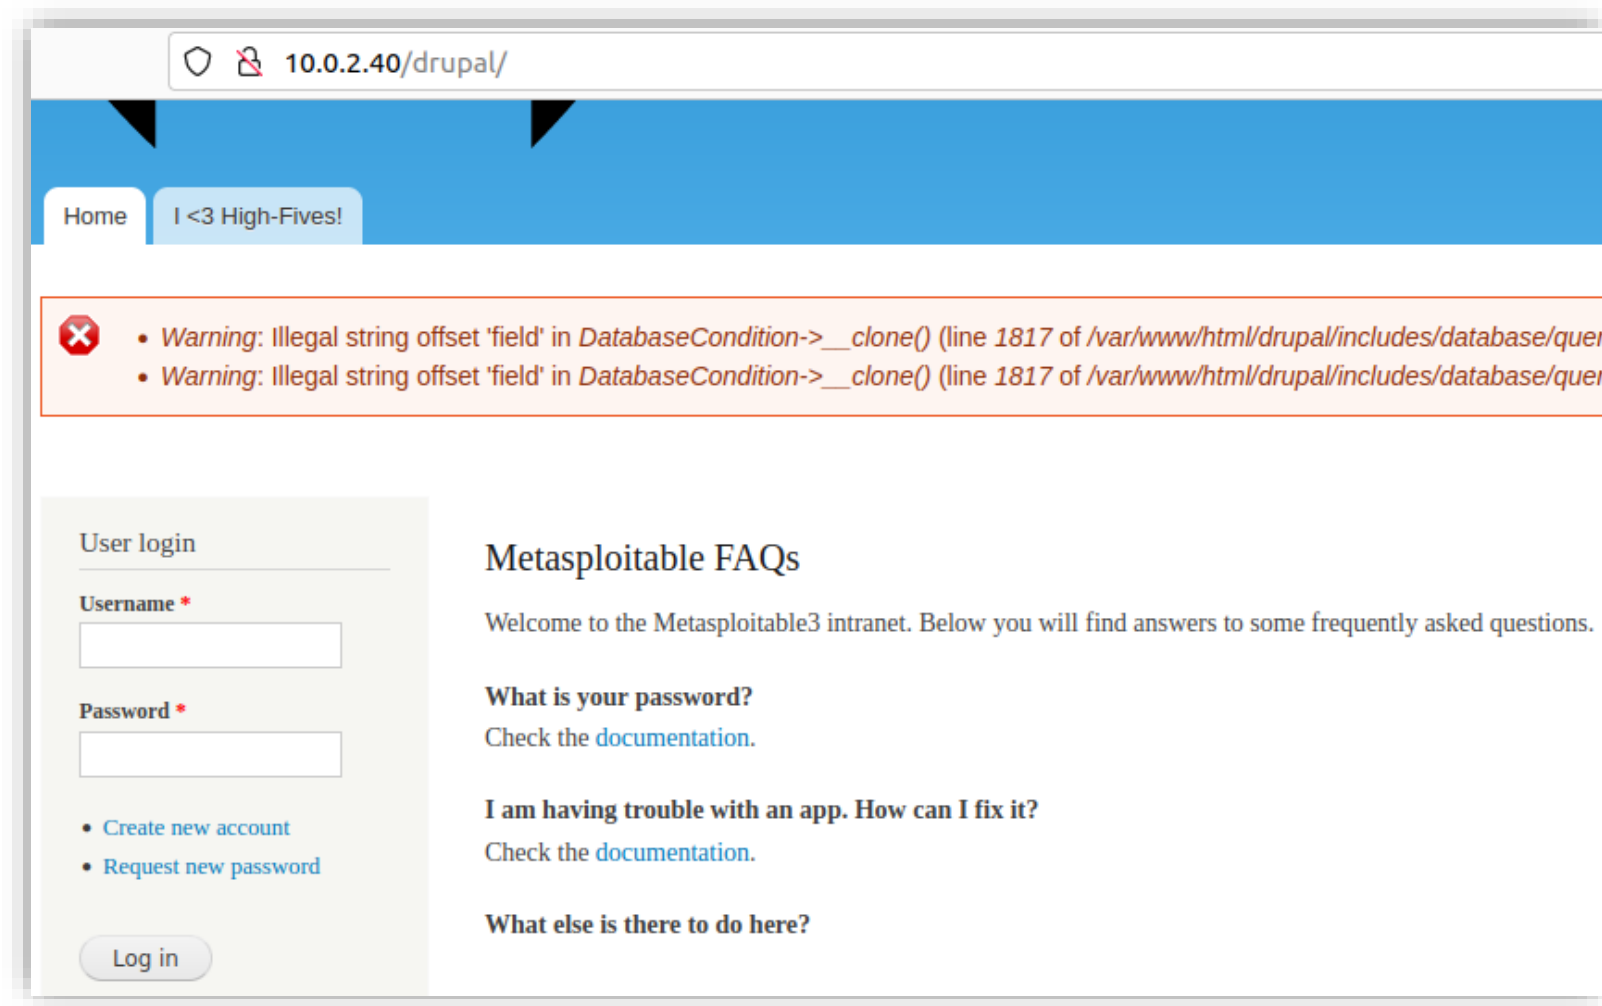 10.0.2.40/drupal/
Home
I <3 High-Fives!
Warning: Illegal string offset 'field' in DatabaseCondition->__clone() (line 1817 of /var/www/html/drupal/includes/database/quer
Warning: Illegal string offset 'field' in DatabaseCondition->__clone() (line 1817 of /var/www/html/drupal/includes/database/quer
User login
Username *
Password *
Create new account
Request new password
Log in
Metasploitable FAQs
Welcome to the Metasploitable3 intranet. Below you will find answers to some frequently asked questions.
What is your password?
Check the documentation.
I am having trouble with an app. How can I fix it?
Check the documentation.
What else is there to do here?